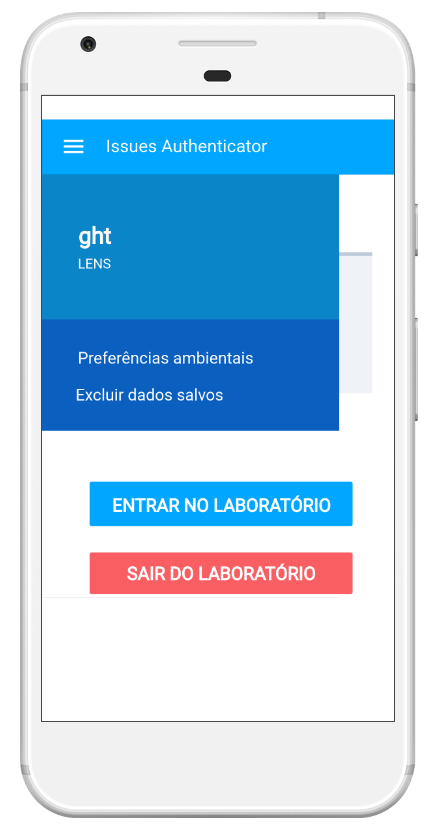 Issues Authenticator
ght
LENS
Preferências ambientais
Excluir dados salvos
ENTRAR NO LABORATÓRIO
SAIR DO LABORATÓRIO